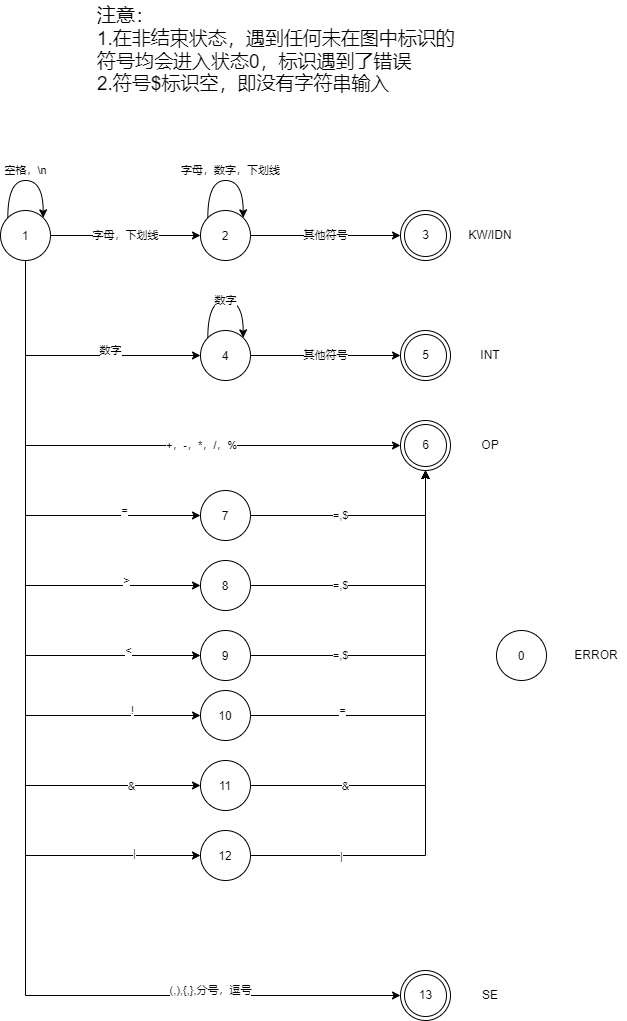 注意：
1.在非结束状态，遇到任何未在图中标识的
符号均会进入状态0，标识遇到了错误
2.符号$标识空，即没有字符串输入
空格，\n
字母，数字，下划线
1
字母，下划线
2
其他符号
3
KW/IDN
数字
数字
4
其他符号
5
INT
+，-，*，/，%
6
OP
=
7
=,$
>
8
=,$
<
9
=,$
0
ERROR
!
10
=
&
11
&
|
12
|
(,),{,},分号，逗号
13
SE